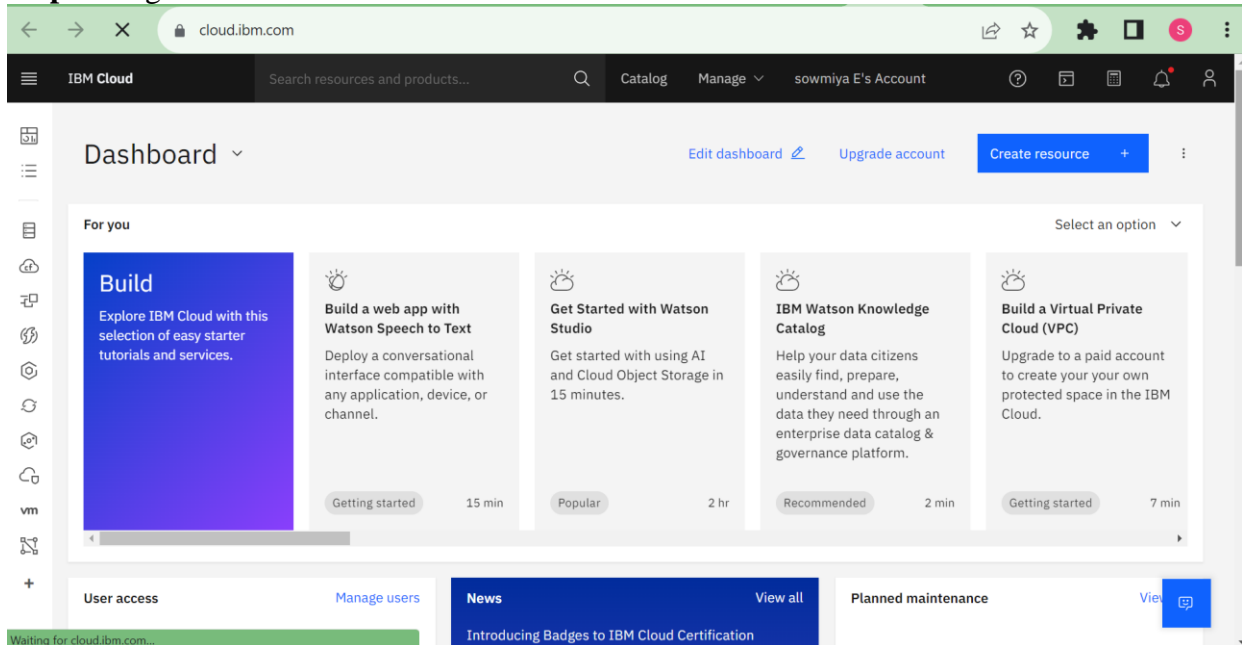 cloud.ibm.com
S
IBM Cloud
Search resources and products...
Catalog
Manage
sowmiya E's Account
Dashboard
Edit dashboard
Upgrade account
Create resource +
For you
Select an option
Build
Explore IBM Cloud with this
selection of easy starter
tutorials and services.
Build a web app with
Watson Speech to Text
Deploy a conversational
interface compatible with
any application, device, or
channel.
Getting started
15 min
Get Started with Watson
Studio
Get started with using AI
and Cloud Object Storage in
15 minutes.
Popular
2 hr
IBM Watson Knowledge
Catalog
Help your data citizens
easily find, prepare,
understand and use the
data they need through an
enterprise data catalog &
governance platform.
Recommended
2 min
Build a Virtual Private
Cloud (VPC)
Upgrade to a paid account
to create your your own
protected space in the IBM
Cloud.
Getting started
7 min
cf
vm
+
User access
Manage users
News
View all
Introducing Badges to IBM Cloud Certification
Planned maintenance
Waiting for cloud.ibm.com...